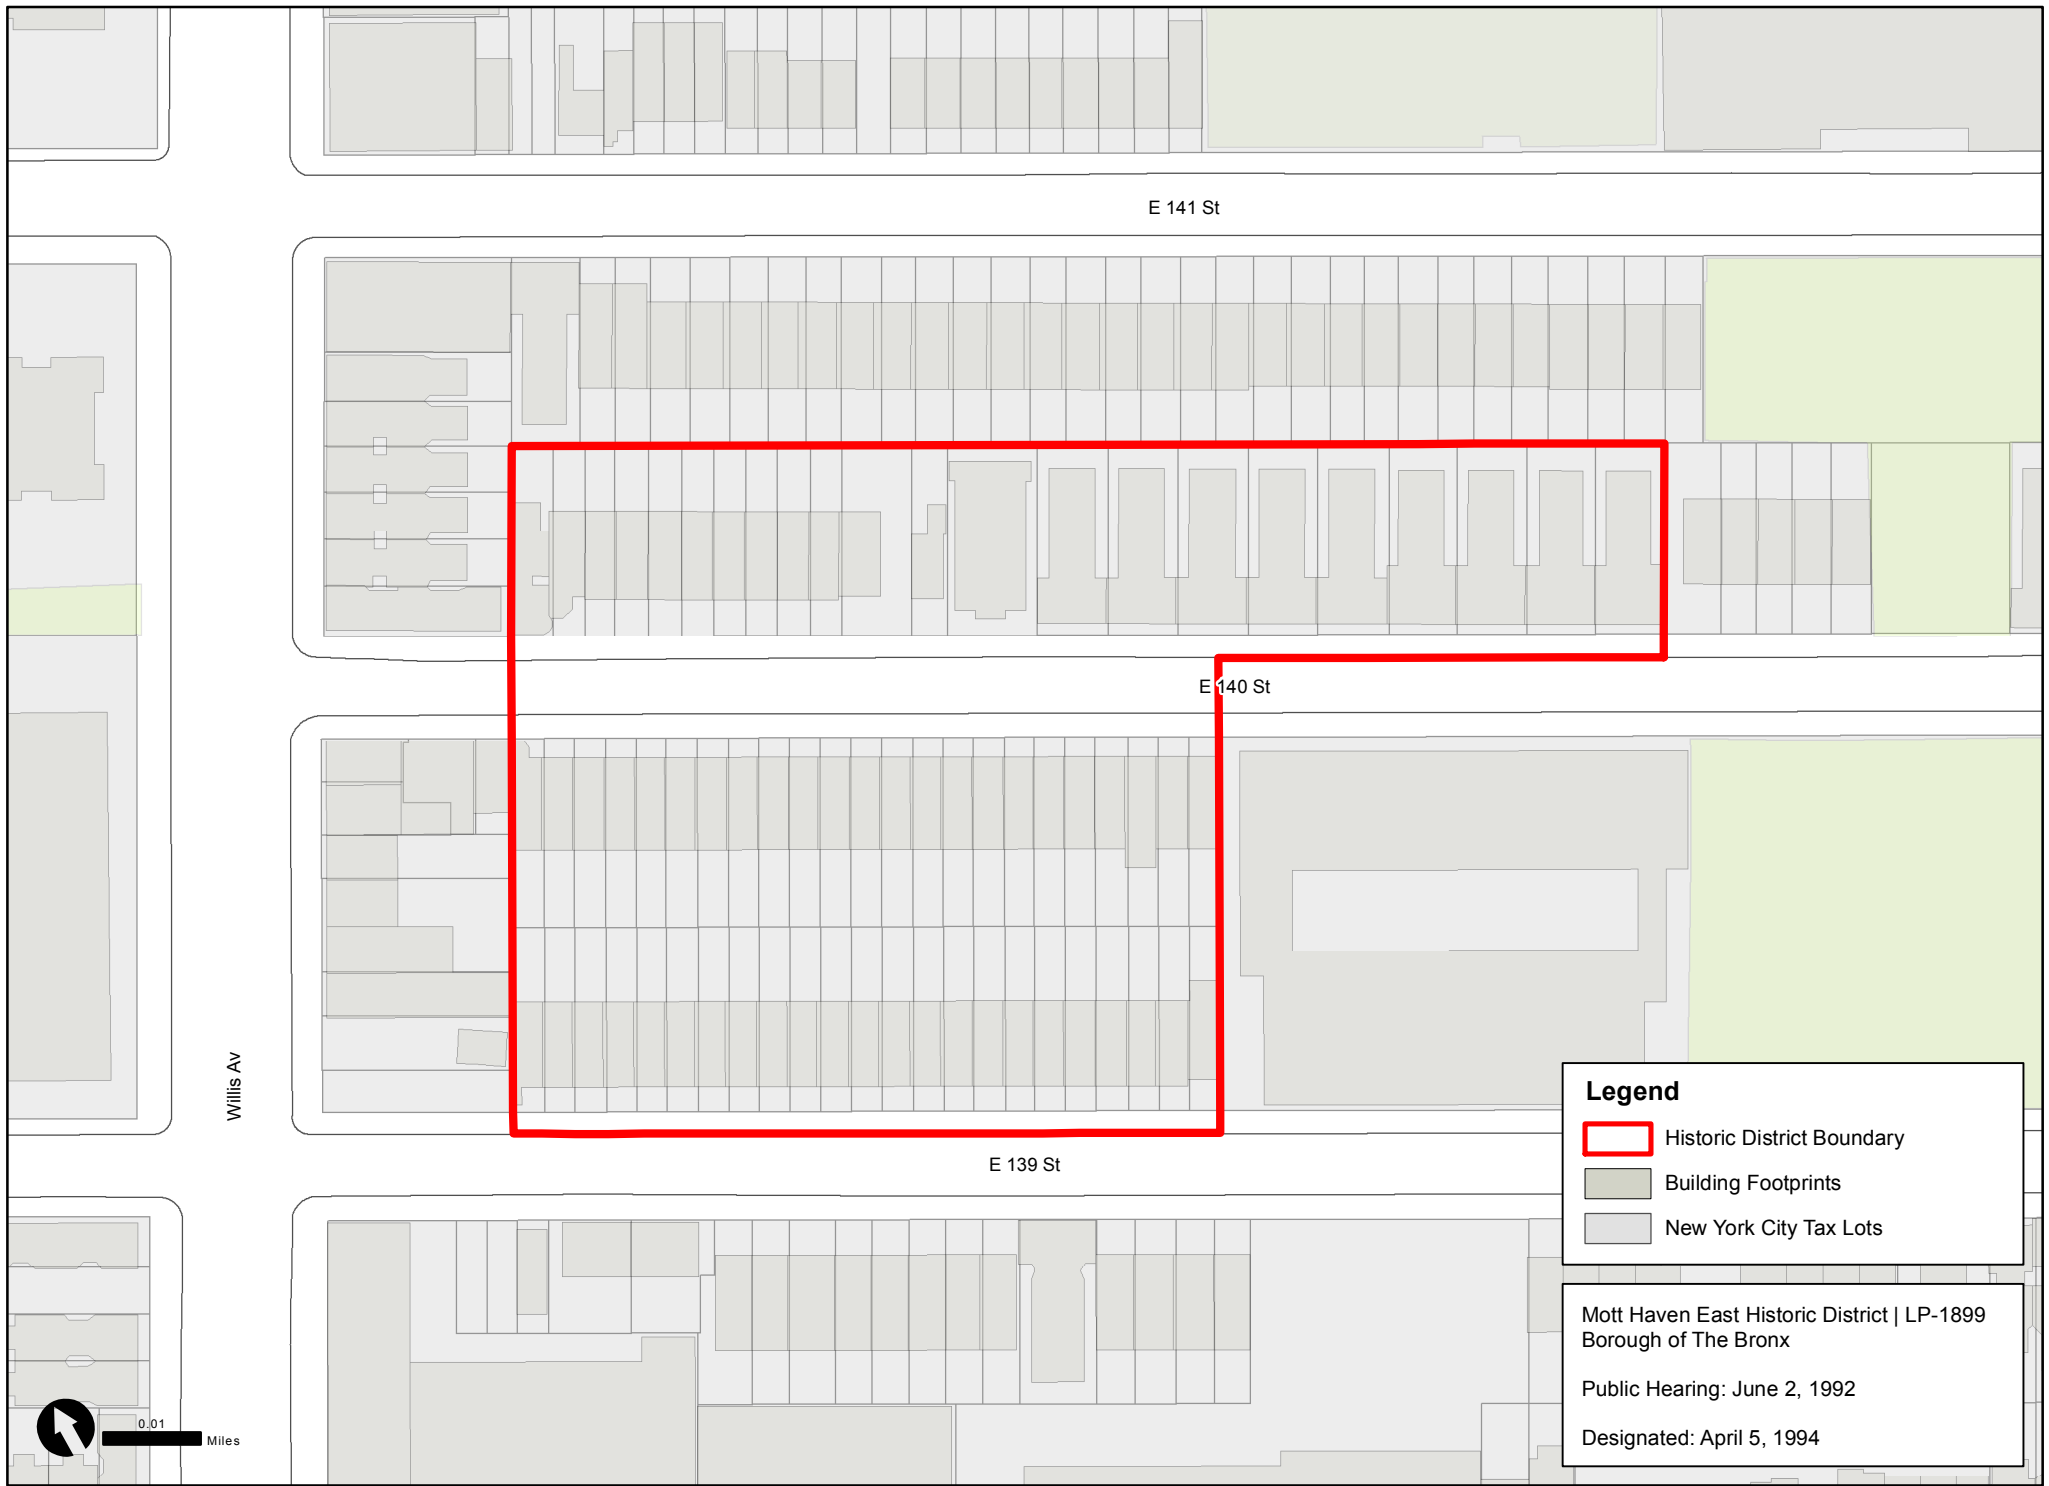 E 141 St
E 140 St
Willis Av
E 139 St
Legend
Historic District Boundary
Building Footprints
New York City Tax Lots
Mott Haven East Historic District | LP-1899
Borough of The Bronx
Public Hearing: June 2, 1992
Designated: April 5, 1994
0.01
Miles